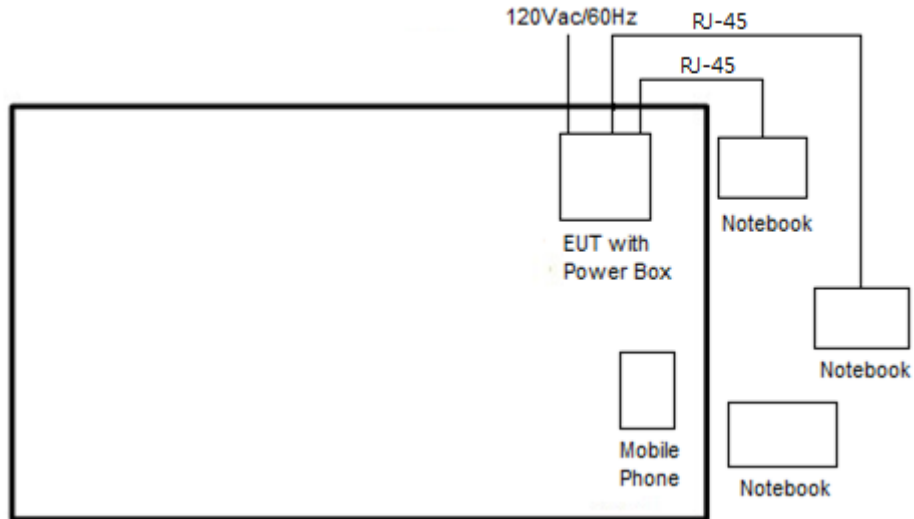 120Vac/60Hz
RJ-45
RJ-45
Notebook
EUT with
Power Box
Notebook
Mobile
Phone
Notebook